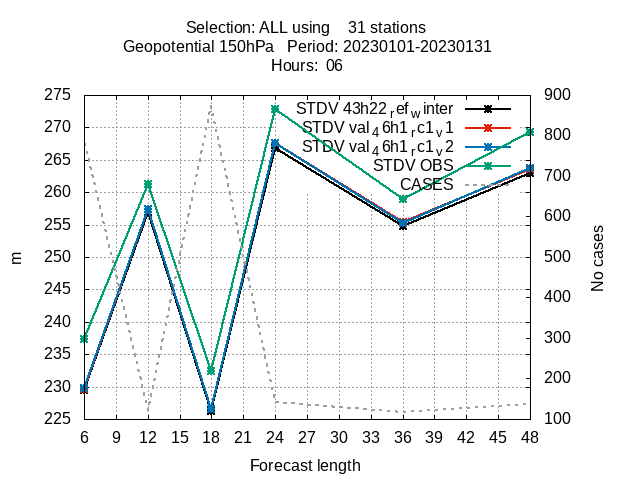 Selection: ALL using 31 stations
Geopotential 150hPa Period: 20230101-20230131
Hours: 06
275 900
STDV 43h22refwinter
270 800
STDV val46h1rc1v1
STDV val46h1rc1v2
265 700
STDV OBS
CASES
260 600
255
250 500
245 400
240 300
235
230 200
225 100
m
No cases
6 9 12 15 18 21 24 27 30 33 36 39 42 45 48
Forecast length